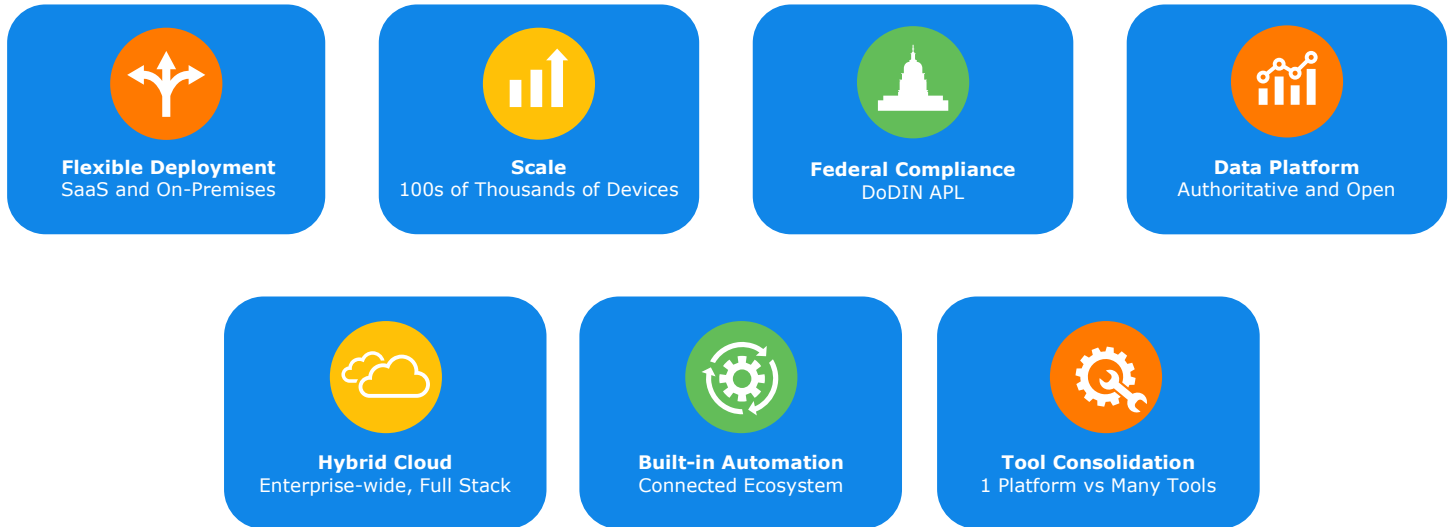 Flexible Deployment
SaaS and On-Premises
Scale
100s of Thousands of Devices
Federal Compliance
DoDIN APL
Data Platform
Authoritative and Open
Hybrid Cloud
Enterprise-wide, Full Stack
Built-in Automation
Connected Ecosystem
Tool Consolidation
1 Platform vs Many Tools